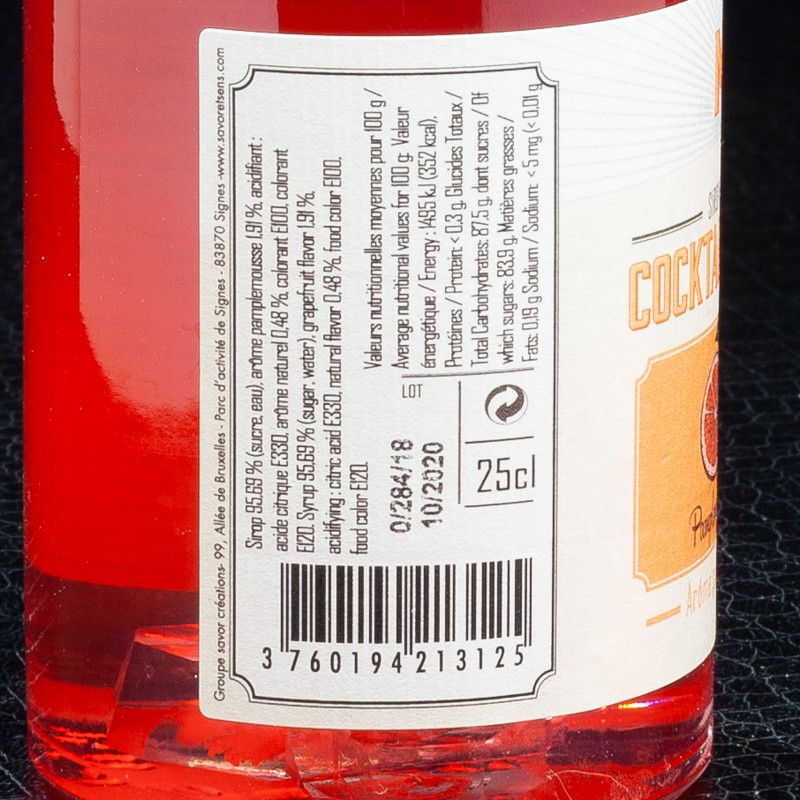 Groupe savor créations- 99, Allée de Bruxelles - Parc d'activité de Signes - 83870 Signes -www.savoretsens.com
Sirop 95.69 % (sucre, eau), arôme pamplemousse 1,91 %, acidifiant :
acide citrique E330, arôme naturel 0,48 %, colorant E100, colorant
E120. Syrup 95,69 % (sugar, water), grapefruit flavor 1,91 %,
acidifying : citric acid E330, natural flavor 0,48 %, food color E100,
food color E120.
Valeurs nutritionnelles moyennes pour 100 g /
Average nutritional values for 100 g: Valeur
énergétique / Energy : 1495 kJ (352 kcal),
Protéines / Protein: < 0.3 g, Glucides Totaux /
Total Carbohydrates: 87,5 g, dont sucres / Of
which sugars: 83.9 g, Matières grasses /
Fats: 0,19 g Sodium / Sodium: < 5 mg (< 0.01 g
LOT
0/284/18
10/2020
25cl
3 760194 213125
COCKTA